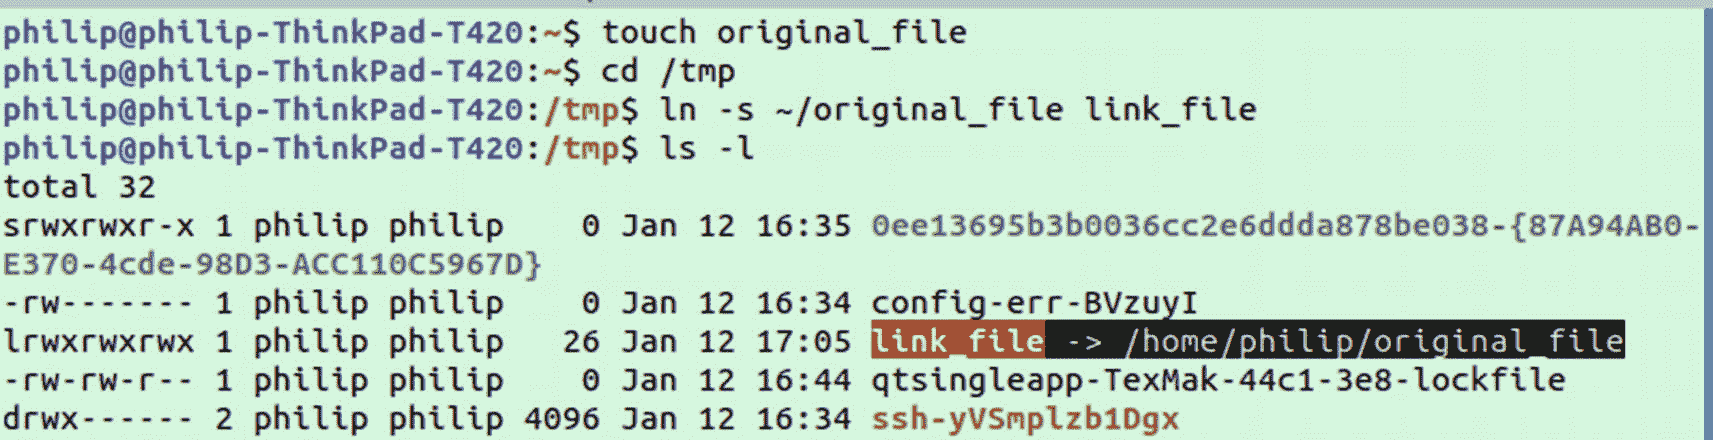 philip@philip-ThinkPad-T420:~$ touch original_file
philip@philip-ThinkPad-T420:~$ cd /tmp
philip@philip-ThinkPad-T420:/tmp$ ln -s ~/original_file link_file
philip@philip-ThinkPad-T420:/tmp$ ls -l
total 32
srwxrwxr-x 1 philip philip    0 Jan 12 16:35 0ee13695b3b0036cc2e6ddda878be038-{87A94AB0-
E370-4cde-98D3-ACC110C5967D}
-rw------- 1 philip philip    0 Jan 12 16:34 config-err-BVzuyI
lrwxrwxrwx 1 philip philip   26 Jan 12 17:05 link_file -> /home/philip/original_file
-rw-rw-r-- 1 philip philip    0 Jan 12 16:44 qtsingleapp-TexMak-44c1-3e8-lockfile
drwx------ 2 philip philip 4096 Jan 12 16:34 ssh-yVSmplzb1Dgx